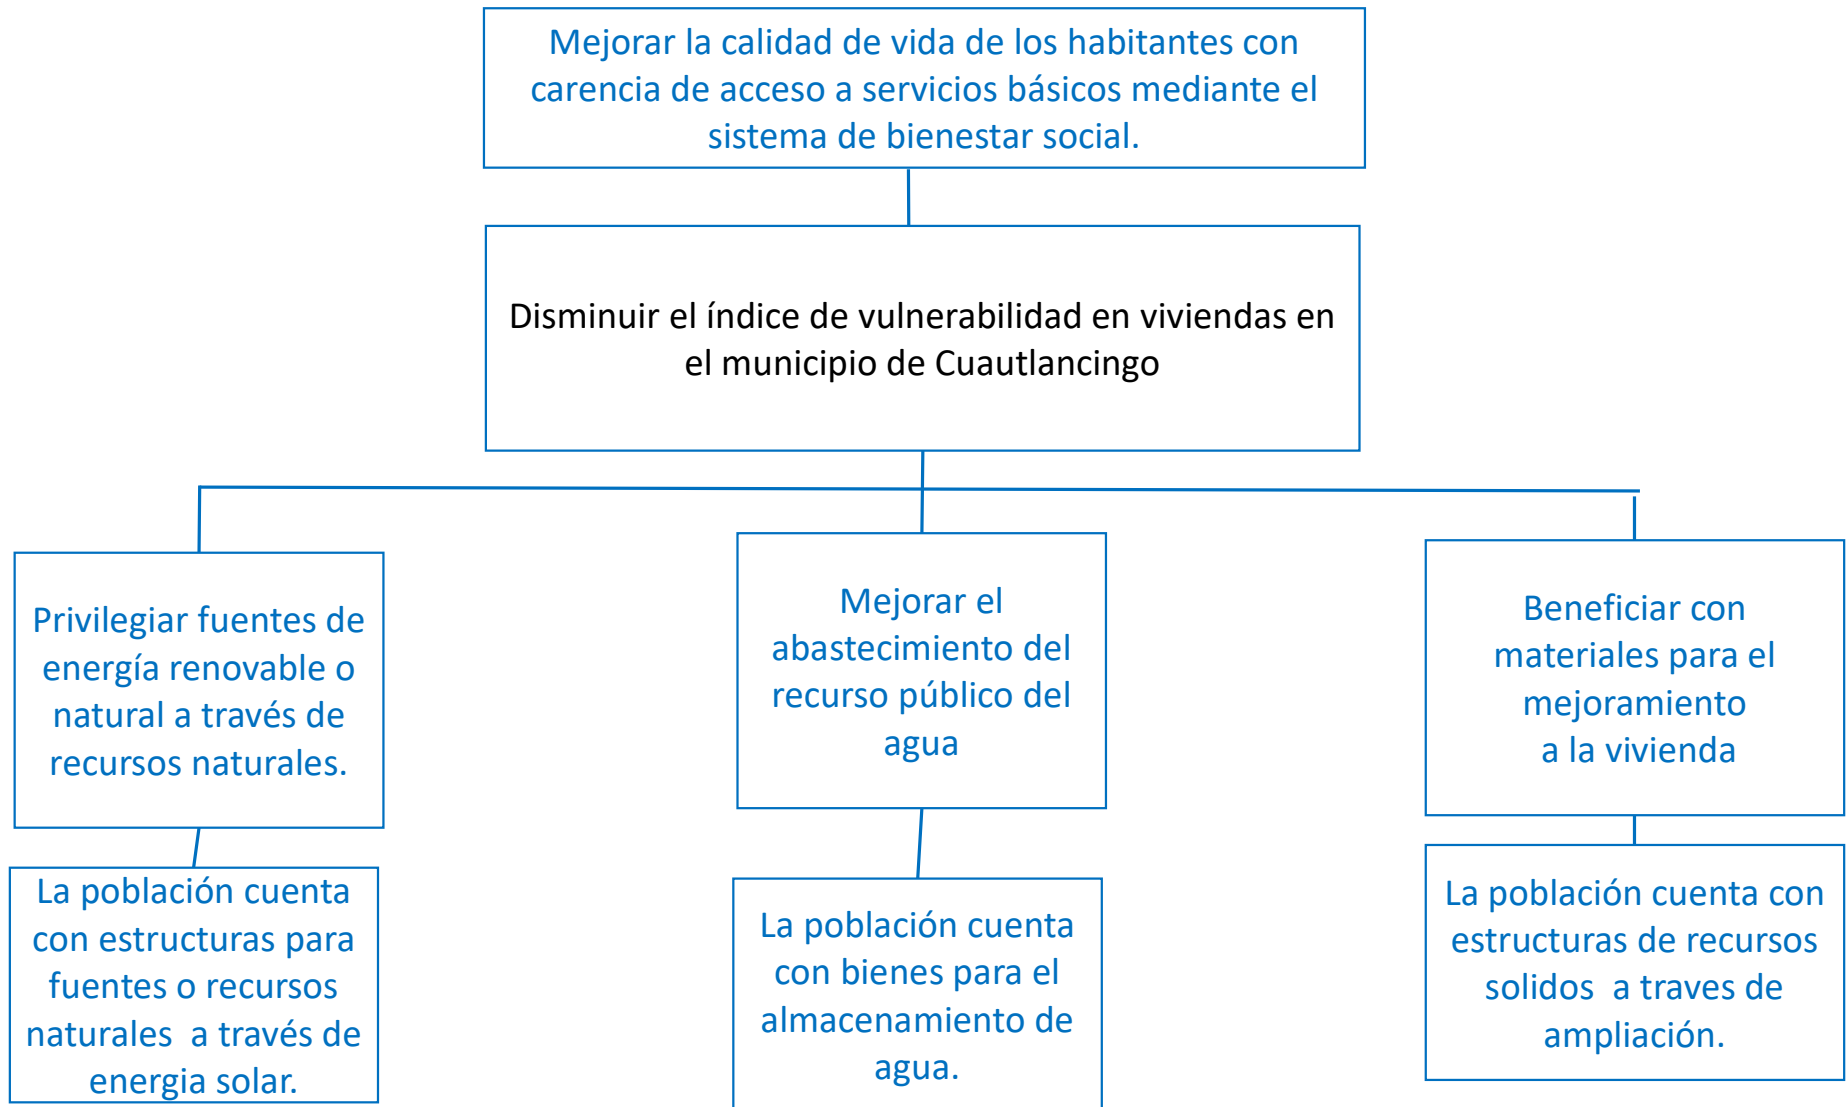 Mejorar la calidad de vida de los habitantes con
carencia de acceso a servicios básicos mediante el
sistema de bienestar social.
Disminuir el índice de vulnerabilidad en viviendas en
el municipio de Cuautlancingo
Privilegiar fuentes de
energía renovable o
natural a través de
recursos naturales.
Mejorar el
abastecimiento del
recurso público del
agua
Beneficiar con
materiales para el
mejoramiento
a la vivienda
La población cuenta
con estructuras para
fuentes o recursos
naturales  a través de
energia solar.
La población cuenta
con bienes para el
almacenamiento de
agua.
La población cuenta con
estructuras de recursos
solidos  a traves de
ampliación.